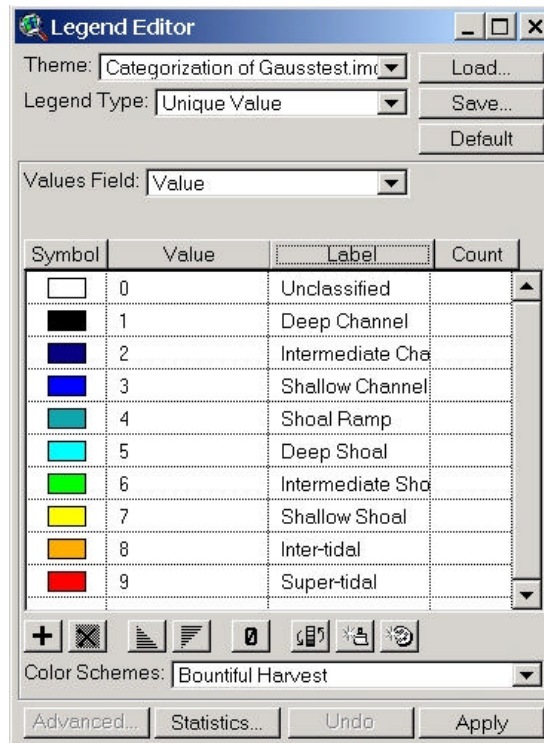 Legend Editor
Theme: Categorization of Gausstest.im
Load...
Legend Type: Unique Value
Save...
Default
Values Field: Value
Symbol Value Label Count
0 Unclassified
1 Deep Channel
2 Intermediate Cha
3 Shallow Channel
4 Shoal Ramp
5 Deep Shoal
6 Intermediate Sho
7 Shallow Shoal
8 Inter-tidal
9 Super-tidal
0
Color Schemes: Bountiful Harvest
Advanced... Statistics... Undo Apply